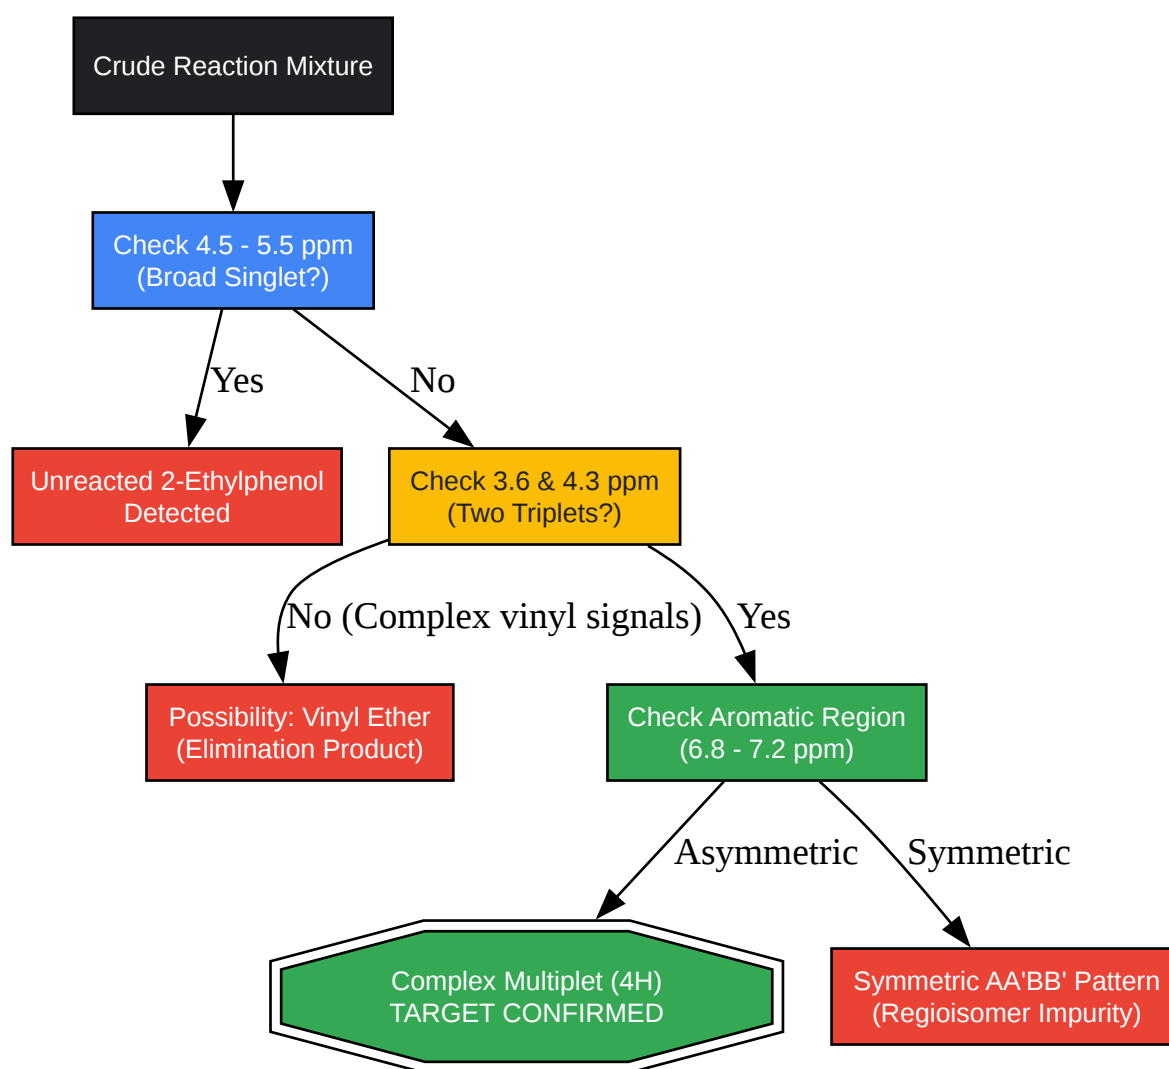 Crude Reaction Mixture
Check 4.5 - 5.5 ppm
(Broad Singlet?)
Yes
No
Unreacted 2-Ethylphenol
Detected
Check 3.6 & 4.3 ppm
(Two Triplets?)
No (Complex vinyl signals)
Yes
Possibility: Vinyl Ether
(Elimination Product)
Check Aromatic Region
(6.8 - 7.2 ppm)
Asymmetric
Symmetric
Complex Multiplet (4H)
TARGET CONFIRMED
Symmetric AA'BB' Pattern
(Regioisomer Impurity)